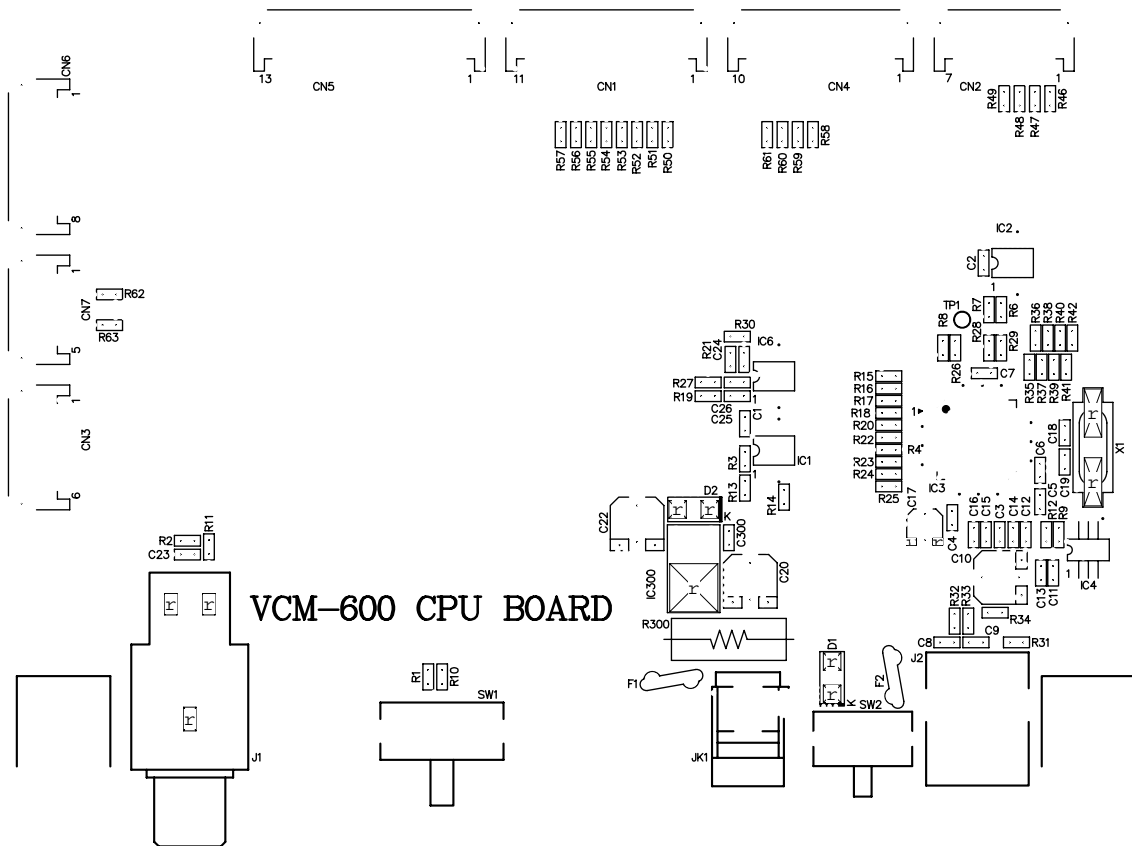 13 1 11 1 10 1 7 1
CN5 CN1 CN4 CN2
CN6
1
8
R49 R48 R47 R46
R57 R56 R55 R54 R53 R52 R51 R50
R61 R60 R59 R58
1
CN7
5
R62
R63
IC2
C2
1
TP1
R7 R6
R8
R26
R28 R29
C7
R36 R38 R40 R42
R35 R37 R39 R41
R30
R21 C24 IC6
R27
R19
C26 1
C25
C1
R3
IC1
R13
1
R14
R15
R16
R17
R18 1
R20
R22
R4
R23
R24
R25
IC3
C17
C6
C5
C18
C19
X1
1
CN3
6
R2
C23
R11
D2
K
C22
C300
IC300
r r
r
C20
C4
C16 C15 C3 C14 C12
R12 R9
C10
1
IC4
C13 C11
R32 R33
R34
C8 C9 R31
VCM-600 CPU BOARD
r r
r
J1
R1 R10
SW1
R300
F1
JK1
D1
r
r
K
SW2
F2
J2
r
r